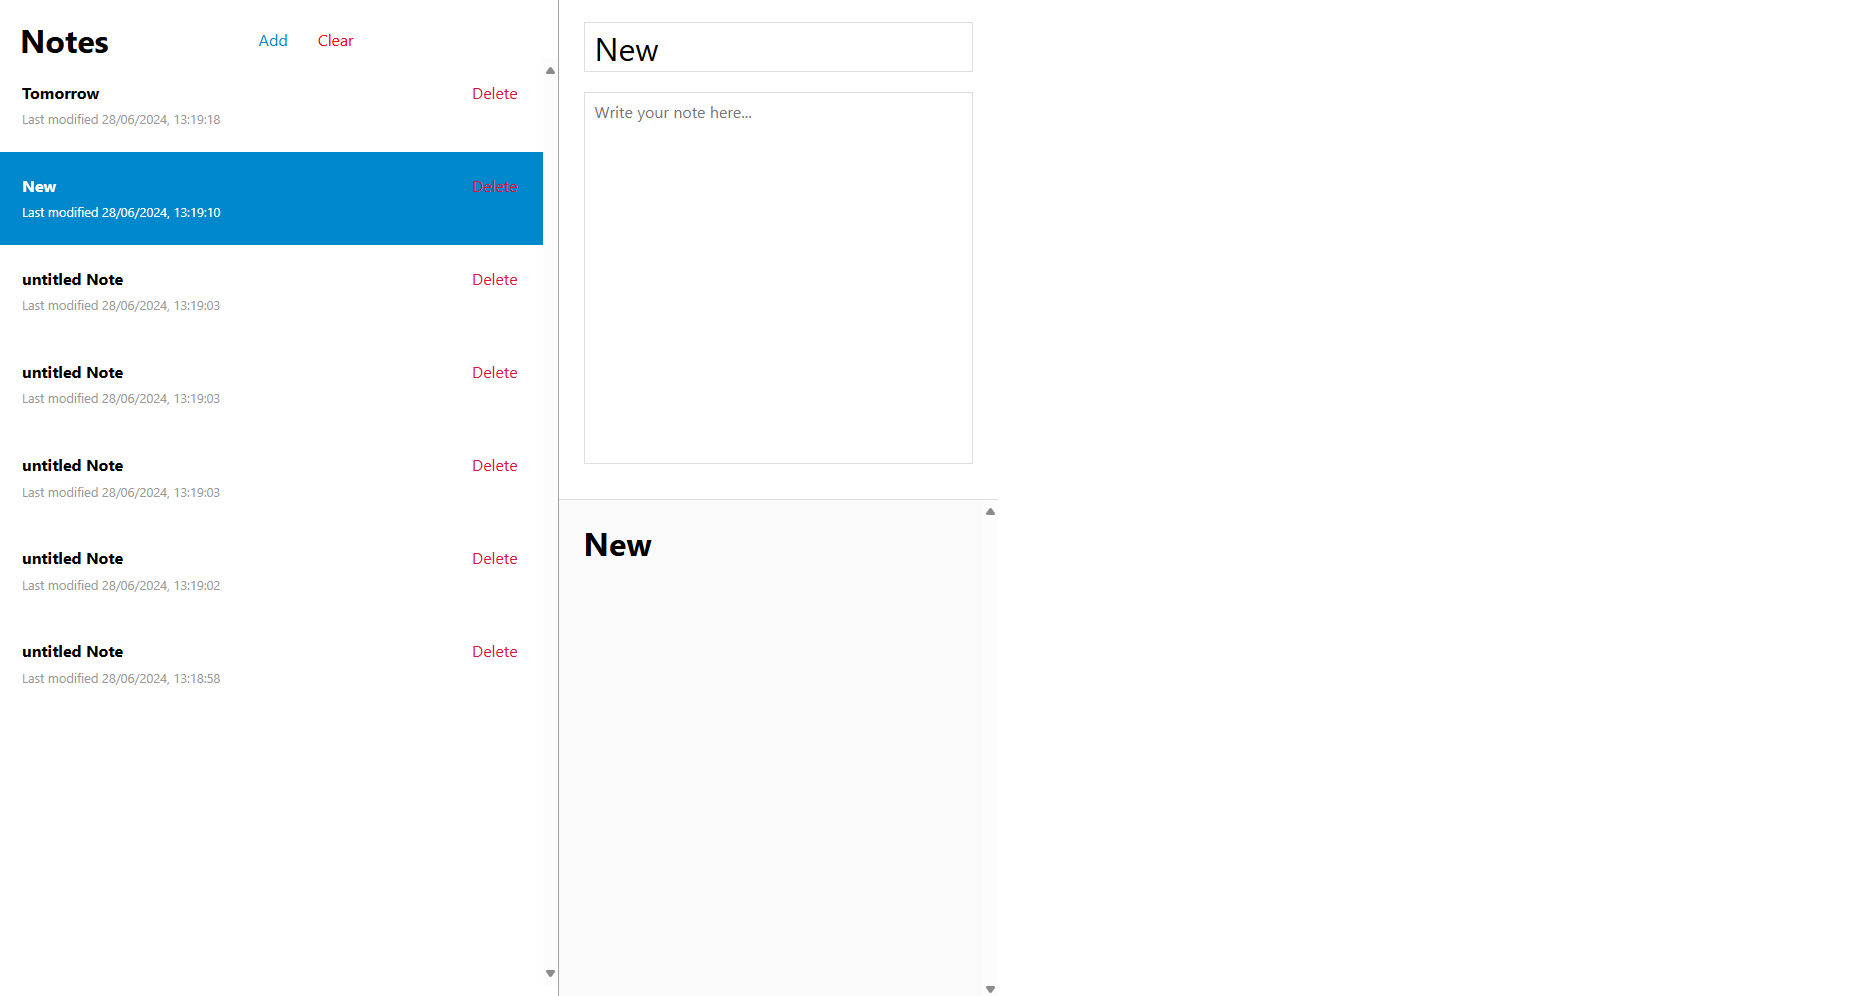 Notes
Add
Clear
Tomorrow
Delete
Last modified 28/06/2024, 13:19:18
New
Delete
Last modified 28/06/2024, 13:19:10
untitled Note
Delete
Last modified 28/06/2024, 13:19:03
untitled Note
Delete
Last modified 28/06/2024, 13:19:03
untitled Note
Delete
Last modified 28/06/2024, 13:19:03
untitled Note
Delete
Last modified 28/06/2024, 13:19:02
untitled Note
Delete
Last modified 28/06/2024, 13:18:58
New
Write your note here...
New